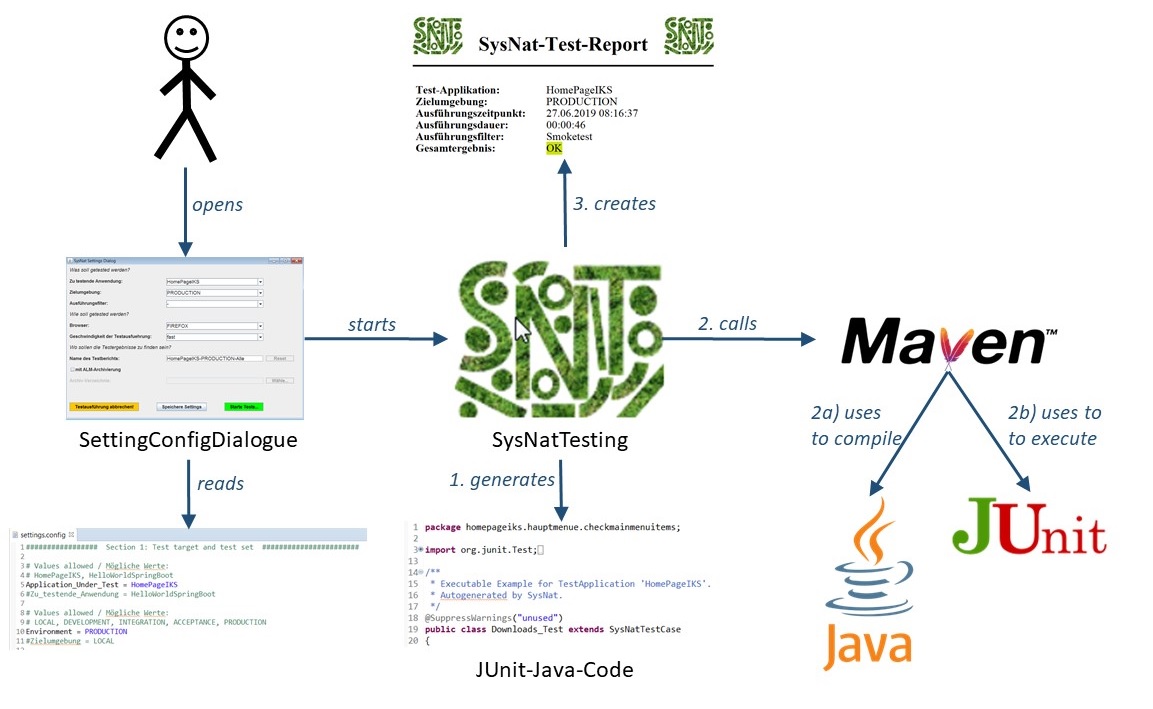 SNAT
SysNat-Test-Report
SNAT
Test-Applikation: HomePageIKS
Zielumgebung: PRODUCTION
Ausführungszeitpunkt: 27.06.2019 08:16:37
Ausführungsdauer: 00:00:46
Ausführungsfilter: Smoketest
Gesamtergebnis: OK
opens
3. creates
SysNat Settings Dialog
Was soll getested werden?
Zu testende Anwendung: HomePageIKS
Zielumgebung: PRODUCTION
Ausführungsfilter: -
Wie soll getested werden?
Browser: FIREFOX
Geschwindigkeit der Testausfuehrung: fast
Wo sollen die Testergebnisse zu finden sein?
Name des Testberichts: HomePageIKS-PRODUCTION-Alle Reset
mit ALM-Archivierung
Archiv-Verzeichnis: Wähle...
Testausführung abbrechen! Speichere Settings Starte Tests...
SettingConfigDialogue
starts
SNAT
SysNatTesting
2. calls
Maven™
2a) uses
to compile
2b) uses to
to execute
reads
1. generates
settings.config
1 ################# Section 1: Test target and test set #######################
2
3 # Values allowed / Mögliche Werte:
4 # HomePageIKS, HelloWorldSpringBoot
5 Application_Under_Test = HomePageIKS
6 #Zu_testende_Anwendung = HelloWorldSpringBoot
7
8 # Values allowed / Mögliche Werte:
9 # LOCAL, DEVELOPMENT, INTEGRATION, ACCEPTANCE, PRODUCTION
10 Environment = PRODUCTION
11 #Zielumgebung = LOCAL
1 package homepageiks.hauptmenue.checkmainmenuitems;
2
3 import org.junit.Test;
13
14 /**
15 * Executable Example for TestApplication 'HomePageIKS'.
16 * Autogenerated by SysNat.
17 */
18 @SuppressWarnings("unused")
19 public class Downloads_Test extends SysNatTestCase
20 {
JUnit-Java-Code
Java
JUnit